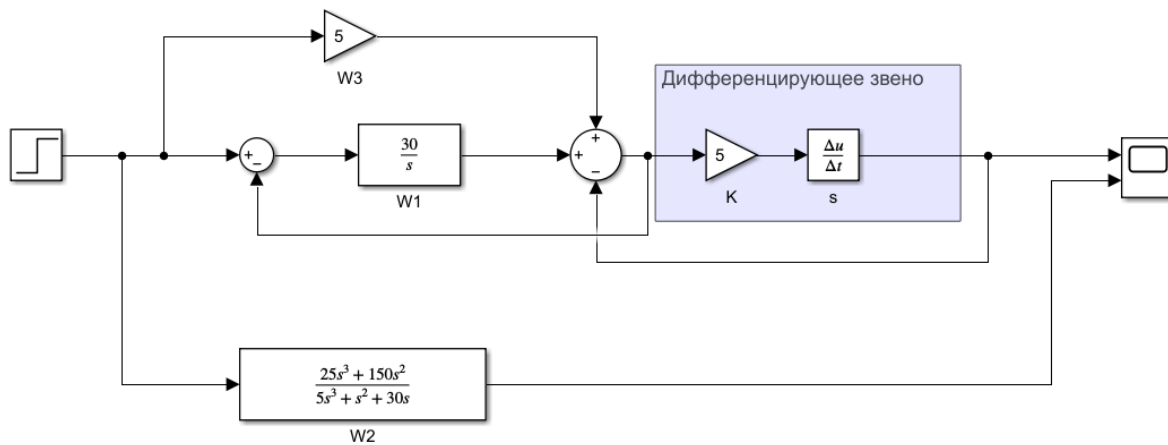 5
W3
Дифференцирующее звено
+
+ −
30
s
+
−
5
Δu
Δt
W1
K
s
25s³ + 150s²
5s³ + s² + 30s
W2